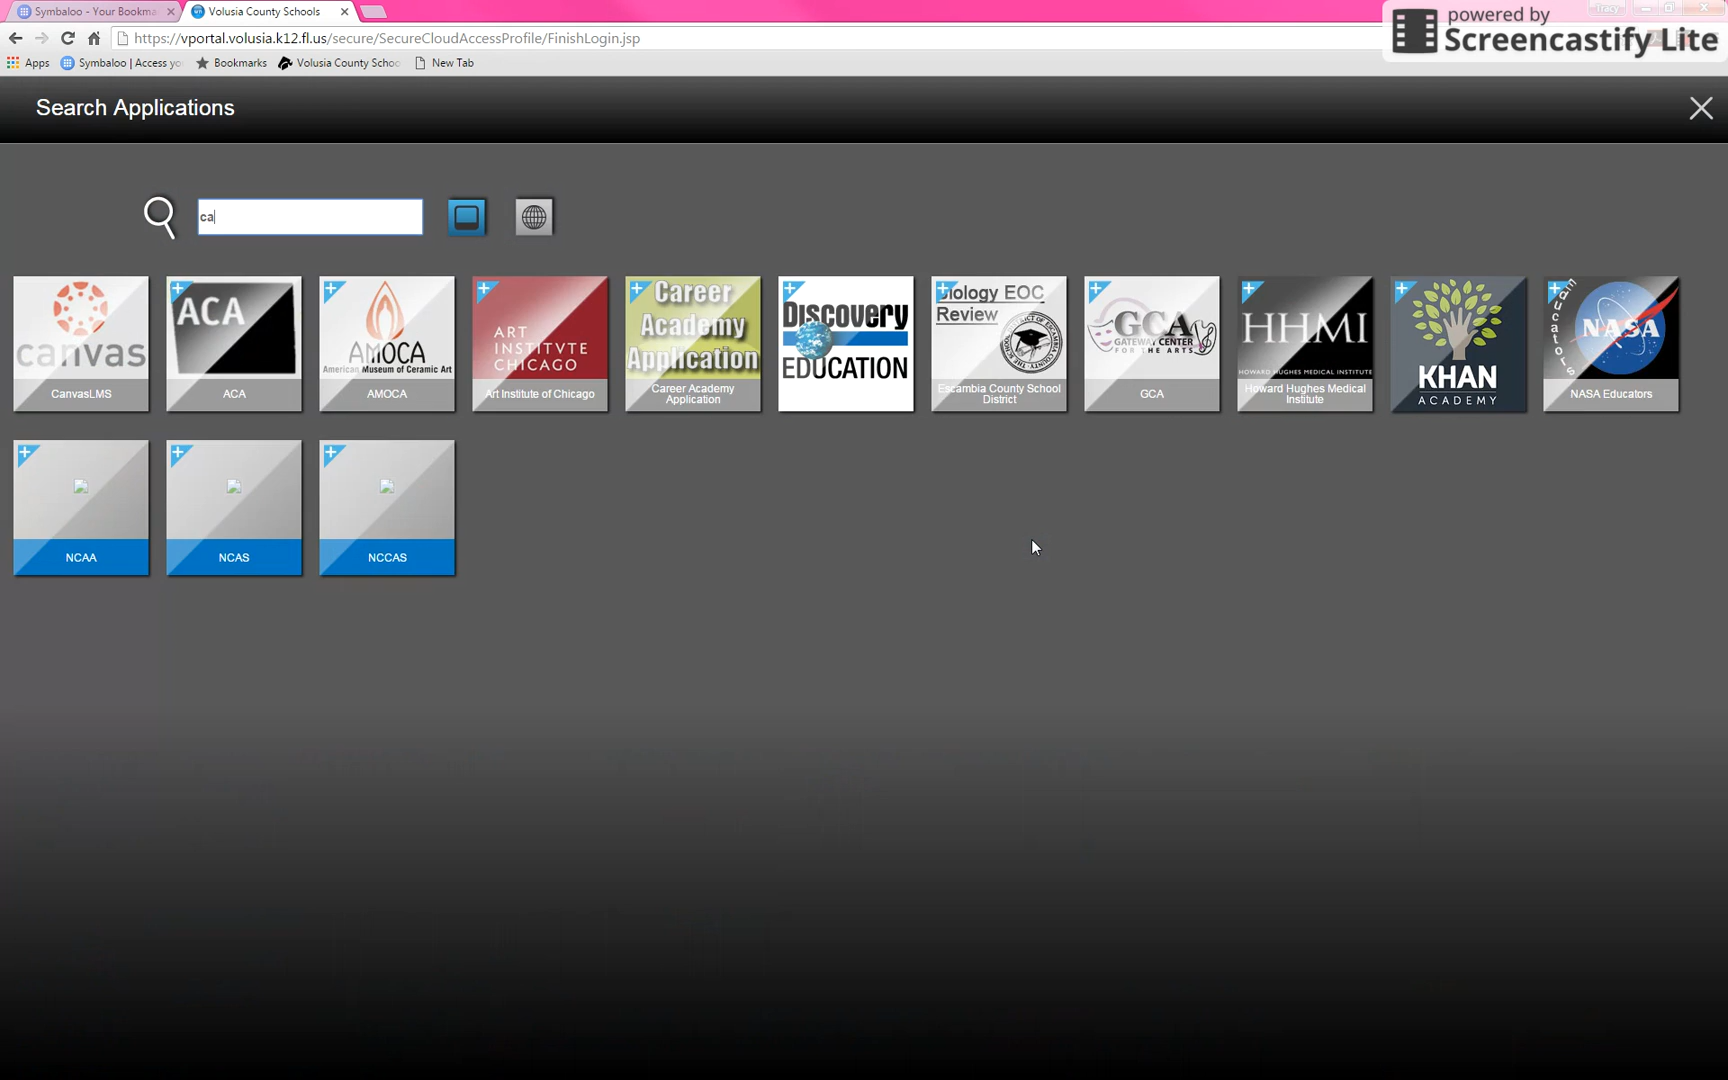 Symbaloo - Your Bookma
Volusia County Schools
Tracy
powered by
Screencastify Lite
https://vportal.volusia.k12.fl.us/secure/SecureCloudAccessProfile/FinishLogin.jsp
Apps
Symbaloo | Access yo
Bookmarks
Volusia County Schoo
New Tab
Search Applications
ca
canvas
CanvasLMS
ACA
ACA
AMOCA
American Museum of Ceramic Art
AMOCA
ART
INSTITVTE
CHICAGO
Art Institute of Chicago
Career
Academy
Application
Career Academy
Application
Discovery
EDUCATION
Biology EOC
Review
Escambia County School
District
GCA
GATEWAY CENTER
FOR THE ARTS
GCA
HHMI
HOWARD HUGHES MEDICAL INSTITUTE
Howard Hughes Medical
Institute
KHAN
ACADEMY
Educators
NASA
NASA Educators
NCAA
NCAS
NCCAS